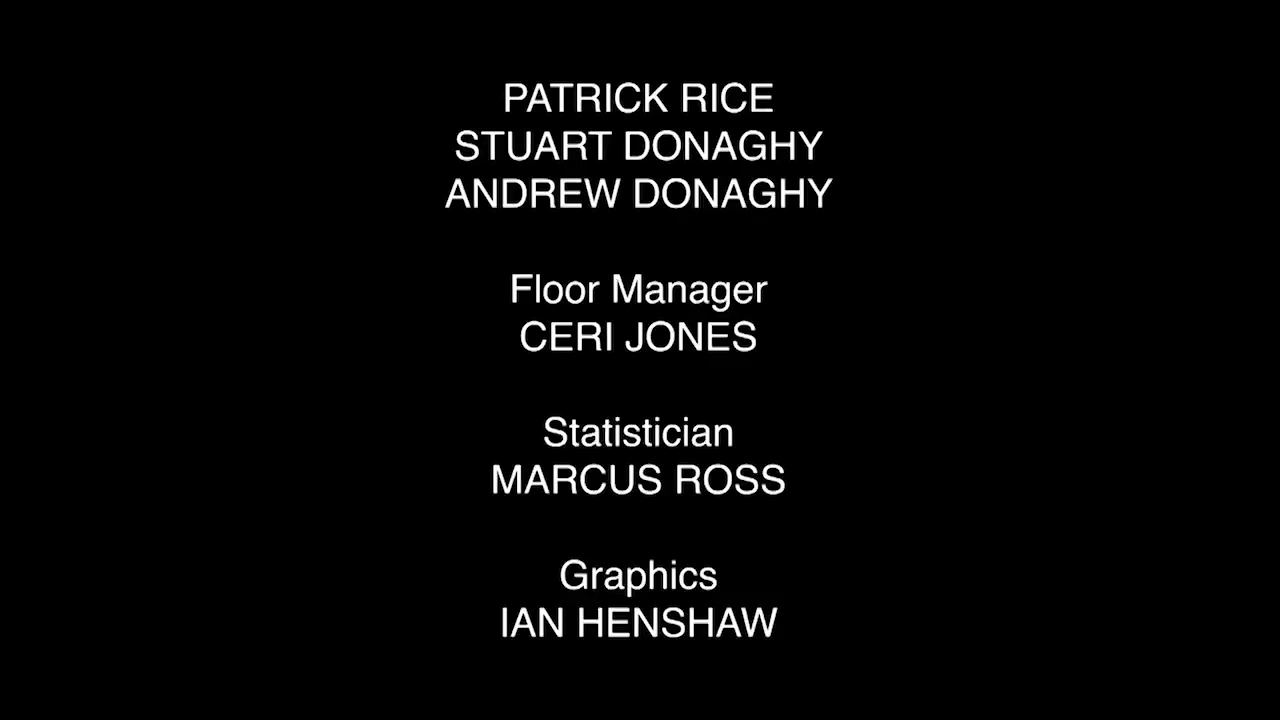 PATRICK RICE
STUART DONAGHY
ANDREW DONAGHY
Floor Manager
CERI JONES
Statistician
MARCUS ROSS
Graphics
IAN HENSHAW